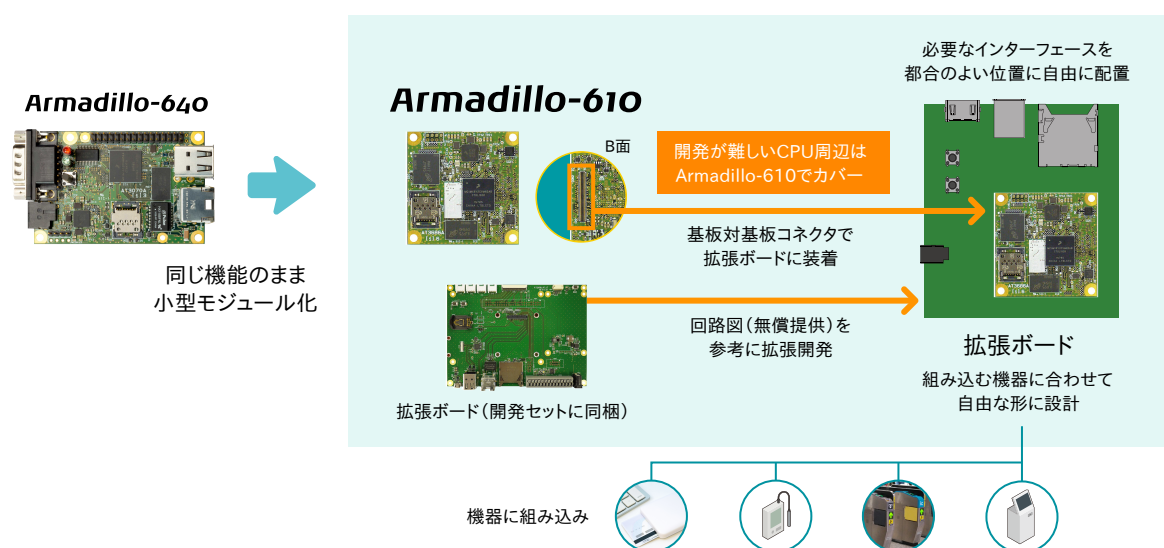 必要なインターフェースを
都合のよい位置に自由に配置
Armadillo-640
Armadillo-610
B面
開発が難しいCPU周辺は
Armadillo-610でカバー
基板対基板コネクタで
拡張ボードに装着
同じ機能のまま
小型モジュール化
回路図（無償提供）を
参考に拡張開発
拡張ボード
組み込む機器に合わせて
自由な形に設計
拡張ボード（開発セットに同梱）
機器に組み込み